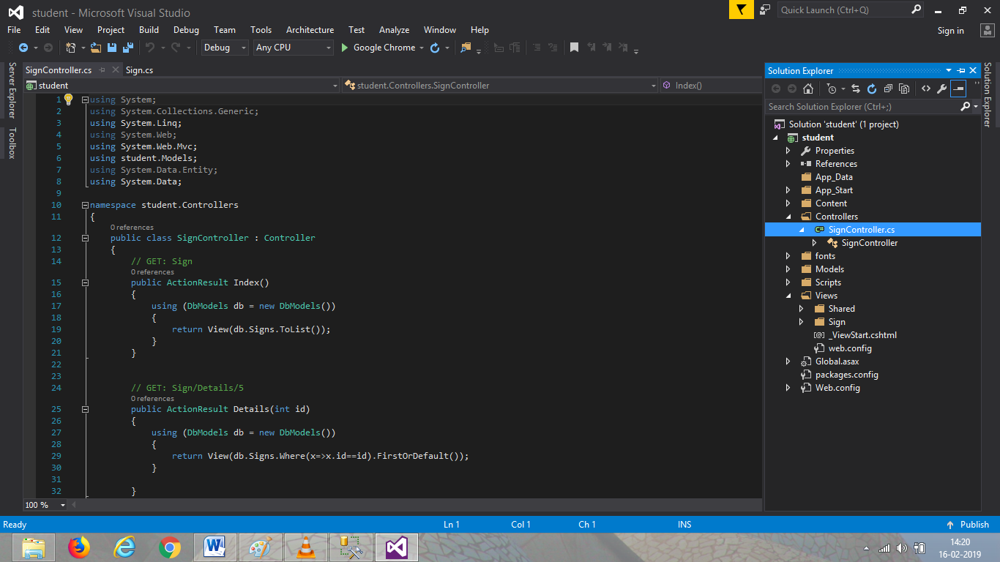 student - Microsoft Visual Studio
Quick Launch (Ctrl+Q)
File Edit View Project Build Debug Team Tools Architecture Test Analyze Window Help
Sign in
Debug Any CPU Google Chrome
Server Explorer
Toolbox
SignController.cs Sign.cs
student student.Controllers.SignController Index()
1 using System;
2 using System.Collections.Generic;
3 using System.Linq;
4 using System.Web;
5 using System.Web.Mvc;
6 using student.Models;
7 using System.Data.Entity;
8 using System.Data;
9
10 namespace student.Controllers
11 {
0 references
12 public class SignController : Controller
13 {
14 // GET: Sign
0 references
15 public ActionResult Index()
16 {
17 using (DbModels db = new DbModels())
18 {
19 return View(db.Signs.ToList());
20 }
21 }
22
23
24 // GET: Sign/Details/5
0 references
25 public ActionResult Details(int id)
26 {
27 using (DbModels db = new DbModels())
28 {
29 return View(db.Signs.Where(x=>x.id==id).FirstOrDefault());
30 }
31
32 }
100 %
Solution Explorer
Search Solution Explorer (Ctrl+;)
Solution 'student' (1 project)
student
Properties
References
App_Data
App_Start
Content
Controllers
SignController.cs
SignController
fonts
Models
Scripts
Views
Shared
Sign
_ViewStart.cshtml
web.config
Global.asax
packages.config
Web.config
Solution Explorer
Ready Ln 1 Col 1 Ch 1 INS Publish
14:20
16-02-2019